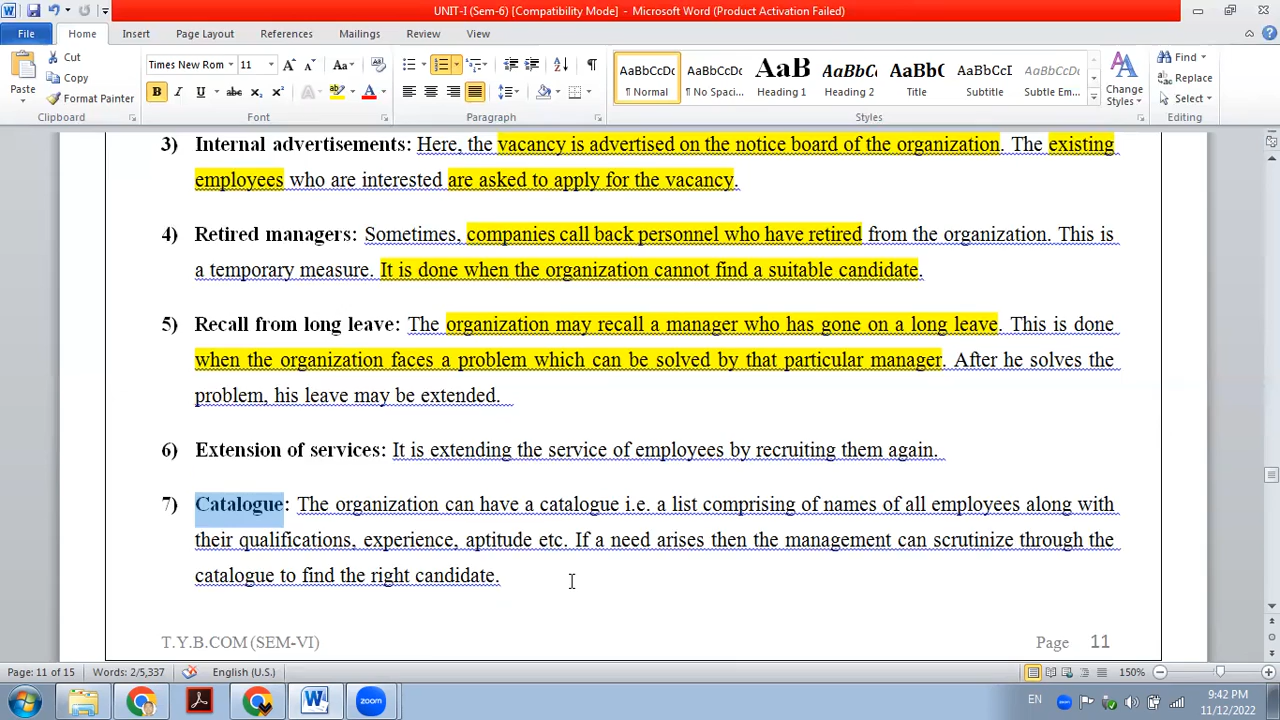 UNIT-I (Sem-6) [Compatibility Mode] - Microsoft Word (Product Activation Failed)
File Home Insert Page Layout References Mailings Review View
Paste
Cut
Copy
Format Painter
Clipboard
Times New Rom 11
Font
Paragraph
AaBbCcDc AaBbCcDc AaB AaBbCc AaBb( AaBbCcD AaBbCcDc
¶ Normal ¶ No Spaci... Heading 1 Heading 2 Title Subtitle Subtle Em...
Change Styles
Styles
Find
Replace
Select
Editing
3) Internal advertisements: Here, the vacancy is advertised on the notice board of the organization. The existing
employees who are interested are asked to apply for the vacancy.
4) Retired managers: Sometimes, companies call back personnel who have retired from the organization. This is
a temporary measure. It is done when the organization cannot find a suitable candidate.
5) Recall from long leave: The organization may recall a manager who has gone on a long leave. This is done
when the organization faces a problem which can be solved by that particular manager. After he solves the
problem, his leave may be extended.
6) Extension of services: It is extending the service of employees by recruiting them again.
7) Catalogue: The organization can have a catalogue i.e. a list comprising of names of all employees along with
their qualifications, experience, aptitude etc. If a need arises then the management can scrutinize through the
catalogue to find the right candidate.
T.Y.B.COM (SEM-VI) Page 11
Page: 11 of 15 Words: 2/5,337 English (U.S.) 150%
zoom
EN
9:42 PM
11/12/2022